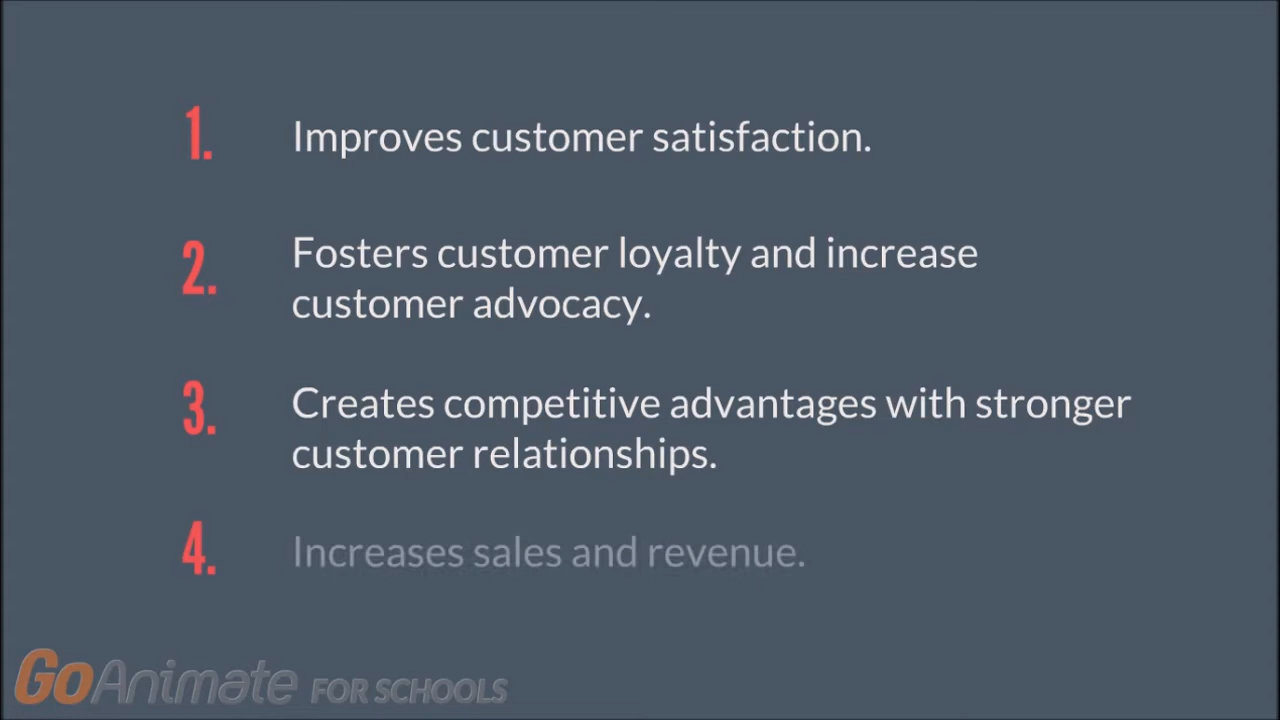 1. Improves customer satisfaction.
2. Fosters customer loyalty and increase
customer advocacy.
3. Creates competitive advantages with stronger
customer relationships.
4. Increases sales and revenue.
GoAnimate FOR SCHOOLS